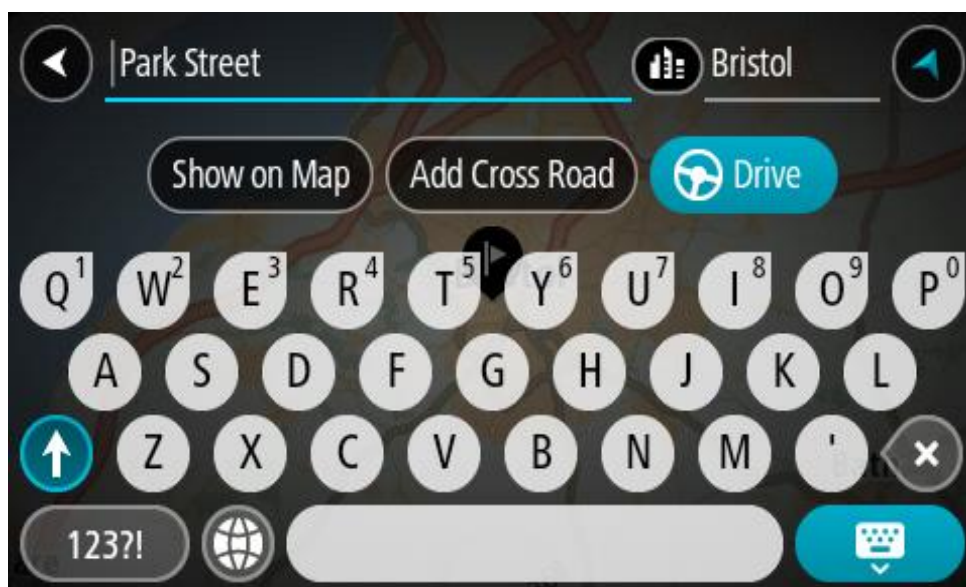 Park Street Bristol
Show on Map Add Cross Road Drive
Q1 W2 E3 R4 T5 Y6 U7 I8 O9 P0
A S D F G H J K L
Z X C V B N M '
123?!